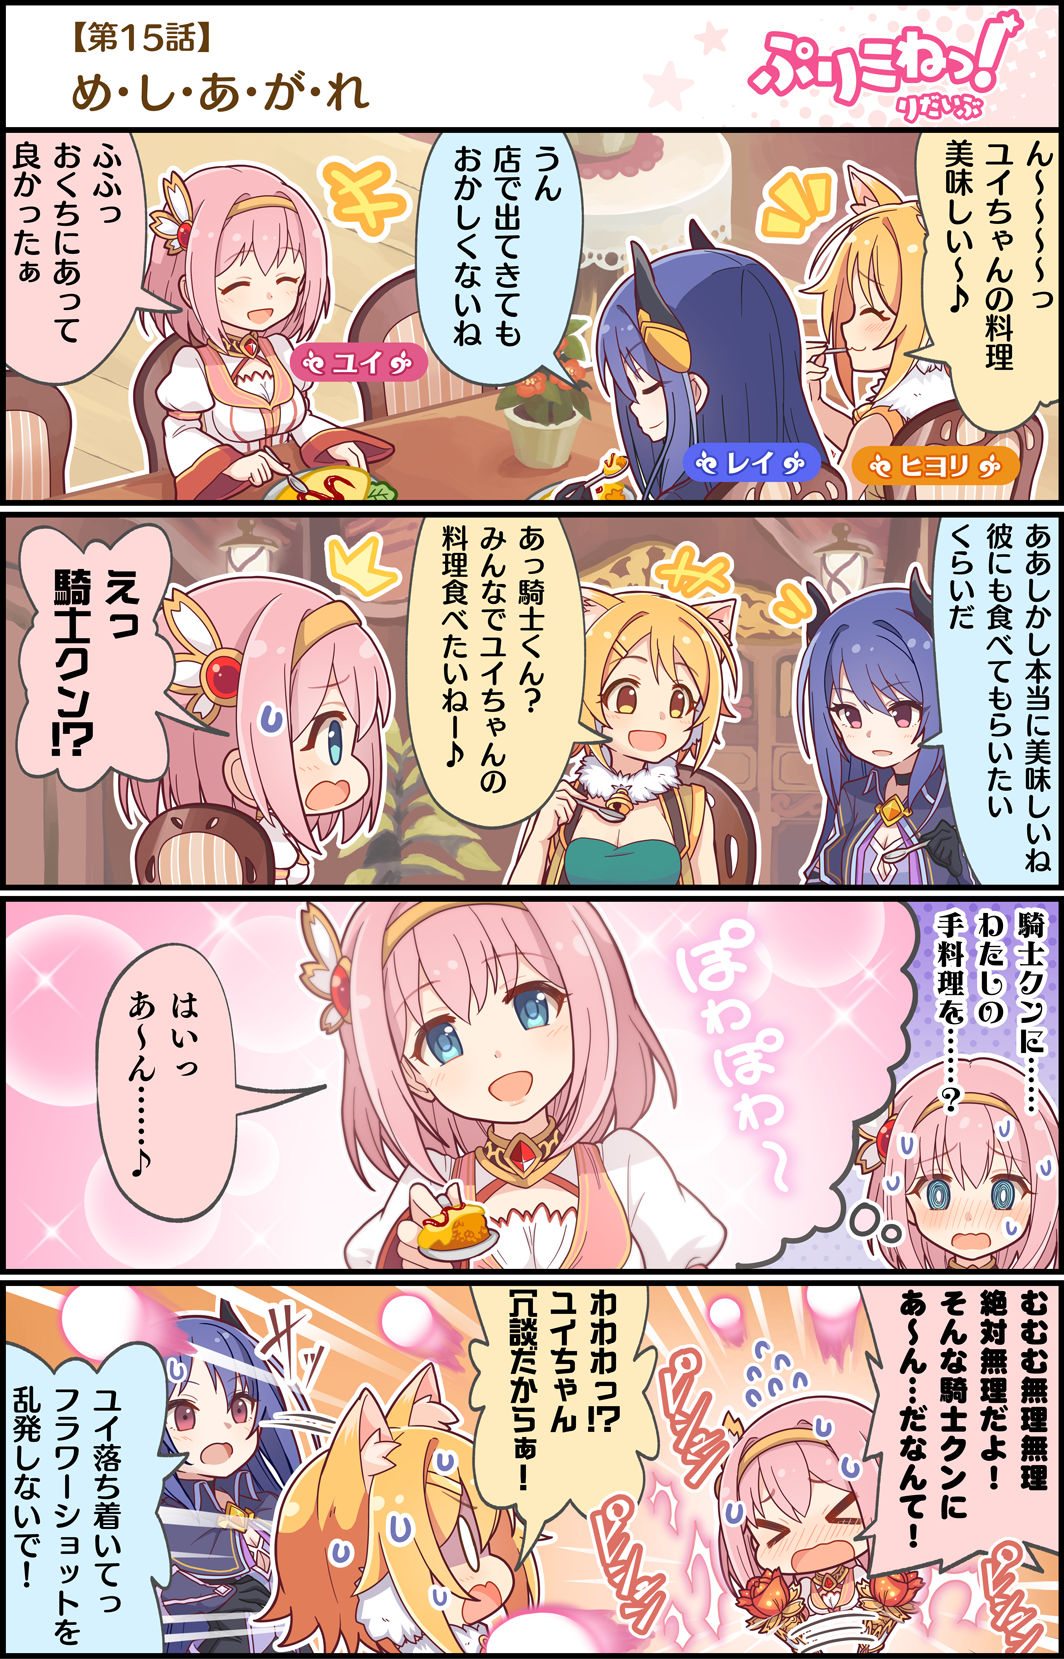 【第15話】
め・し・あ・が・れ
ぷりこねっ!
りだいぶ
ん〜〜〜〜っ
ユイちゃんの料理
美味しい〜♪
うん
店で出てきても
おかしくないね
ふふっ
おくちにあって
良かったぁ
ユイ
レイ
ヒヨリ
ああしかし本当に美味しいね
彼にも食べてもらいたい
くらいだ
あっ騎士くん?
みんなでユイちゃんの
料理食べたいねー♪
えっ
騎士クン!?
騎士クンに……
わたしの
手料理を……?
ぽわぽわ〜
はいっ
あ〜ん……♪
むむむ無理無理
絶対無理だよ!
そんな騎士クンに
あ〜ん…だなんて!
わわわっ!?
ユイちゃん
冗談だからぁ!
ユイ落ち着いてっ
フラワーショットを
乱発しないで!